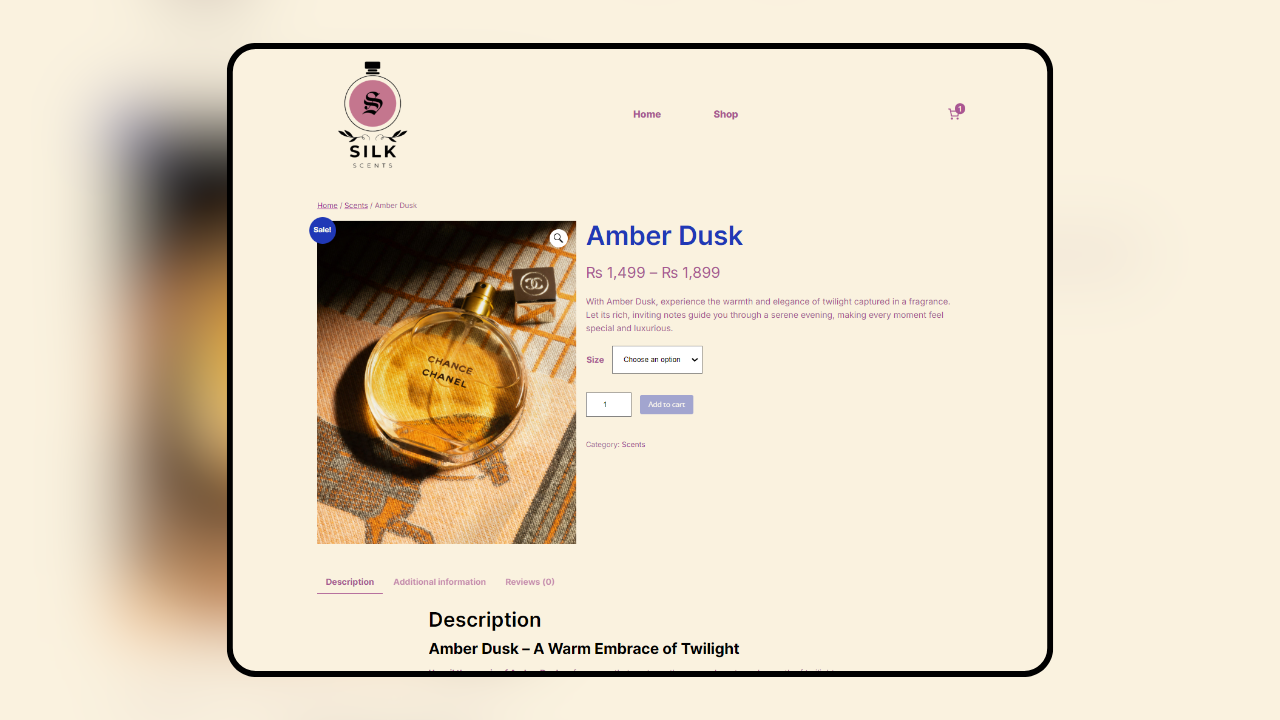 S
SILK
SCENTS
Home
Shop
1
Home / Scents / Amber Dusk
Sale!
CHANCE
CHANEL
Amber Dusk
₨ 1,499 – ₨ 1,899
With Amber Dusk, experience the warmth and elegance of twilight captured in a fragrance.
Let its rich, inviting notes guide you through a serene evening, making every moment feel
special and luxurious.
Size
Choose an option
1
Add to cart
Category: Scents
Description
Additional information
Reviews (0)
Description
Amber Dusk – A Warm Embrace of Twilight